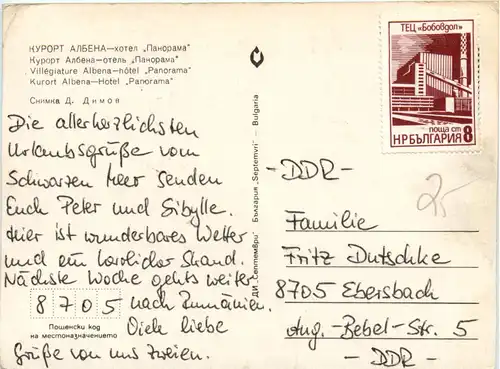 КУРОРТ АЛБЕНА—хотел „Панорама"
Курорт Албена—отель „Панорама"
Villégiature Albena—hôtel „Panorama"
Kurort Albena—Hotel „Panorama"
Снимка Д. Димов
Die allerherzlichsten
Urlaubsgrüße vom
Schwarzen Meer senden
Euch Peter und Sibylle.
Hier ist wunderbares Wetter
und ein herrlicher Strand.
Nächste Woche gehts weiter
nach Rumänien.
8705
Пощенски код
на местоназначението
Viele liebe
Grüße von uns zweien.
ДИ „Септември" България „Septemvri" — Bulgaria
ТЕЦ «Бобовдол»
поща ст 8
НРБЪЛГАРИЯ
25
-DDR-
Familie
Fritz Dutschke
8705 Ebersbach
Aug.-Bebel-Str. 5
-DDR-